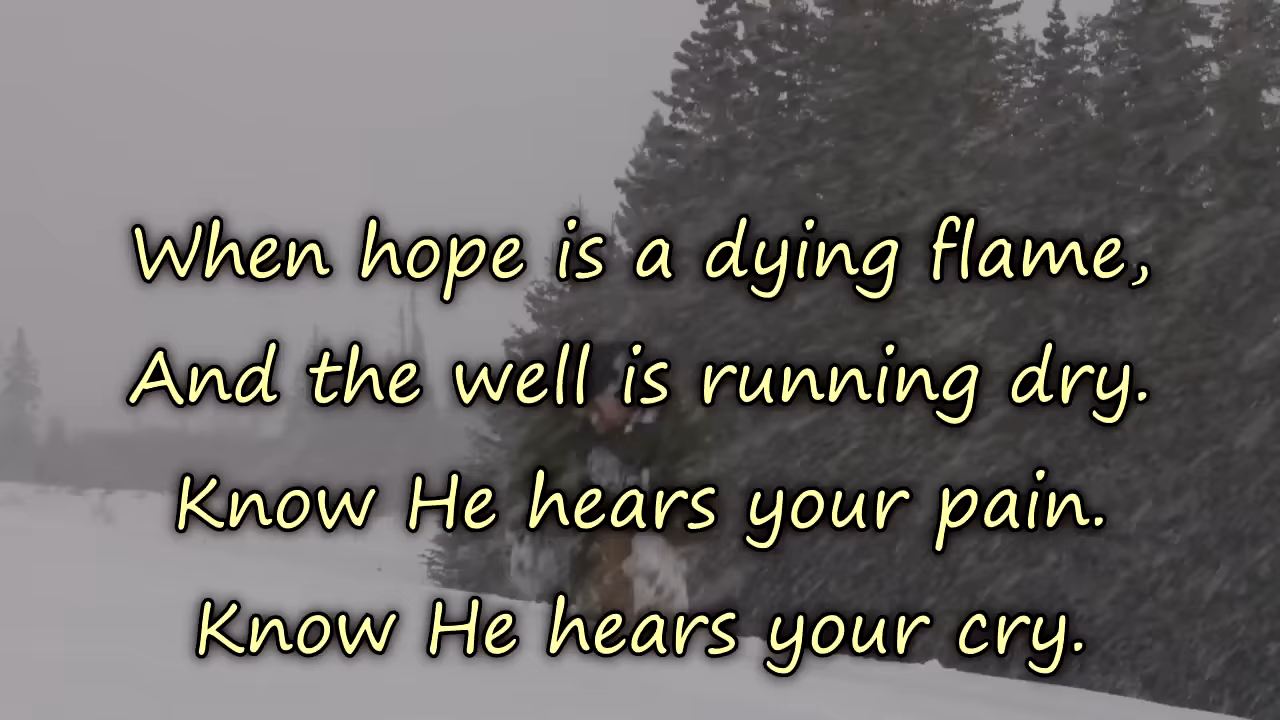 When hope is a dying flame,
And the well is running dry.
Know He hears your pain.
Know He hears your cry.